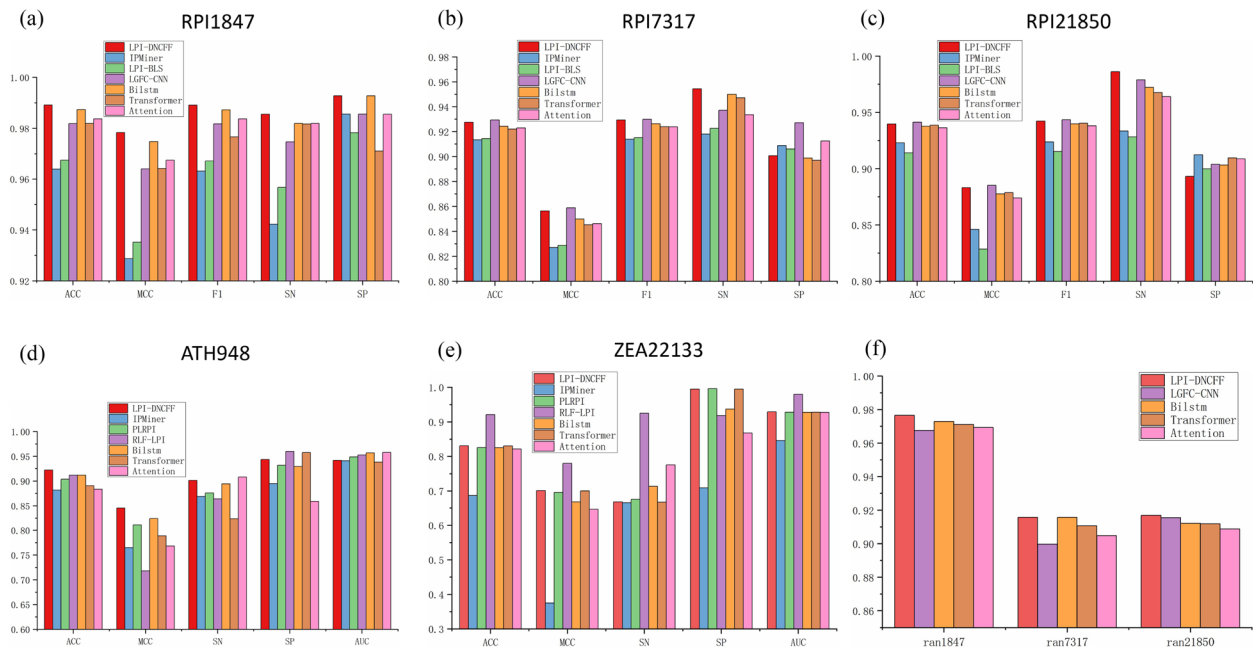 (a) RPI1847
LPI-DNCFF
IPMiner
LPI-BLS
LGFC-CNN
Bilstm
Transformer
Attention
1.00
0.98
0.96
0.94
0.92
ACC MCC F1 SN SP
(b) RPI7317
LPI-DNCFF
IPMiner
LPI-BLS
LGFC-CNN
Bilstm
Transformer
Attention
0.98
0.96
0.94
0.92
0.90
0.88
0.86
0.84
0.82
0.80
ACC MCC F1 SN SP
(c) RPI21850
LPI-DNCFF
IPMiner
LPI-BLS
LGFC-CNN
Bilstm
Transformer
Attention
1.00
0.95
0.90
0.85
0.80
ACC MCC F1 SN SP
(d) ATH948
LPI-DNCFF
IPMiner
PLRPI
RLF-LPI
Bilstm
Transformer
Attention
1.00
0.95
0.90
0.85
0.80
0.75
0.70
0.65
0.60
ACC MCC SN SP AUC
(e) ZEA22133
LPI-DNCFF
IPMiner
PLRPI
RLF-LPI
Bilstm
Transformer
Attention
1.0
0.9
0.8
0.7
0.6
0.5
0.4
0.3
ACC MCC SN SP AUC
(f)
LPI-DNCFF
LGFC-CNN
Bilstm
Transformer
Attention
1.00
0.98
0.96
0.94
0.92
0.90
0.88
0.86
ran1847 ran7317 ran21850